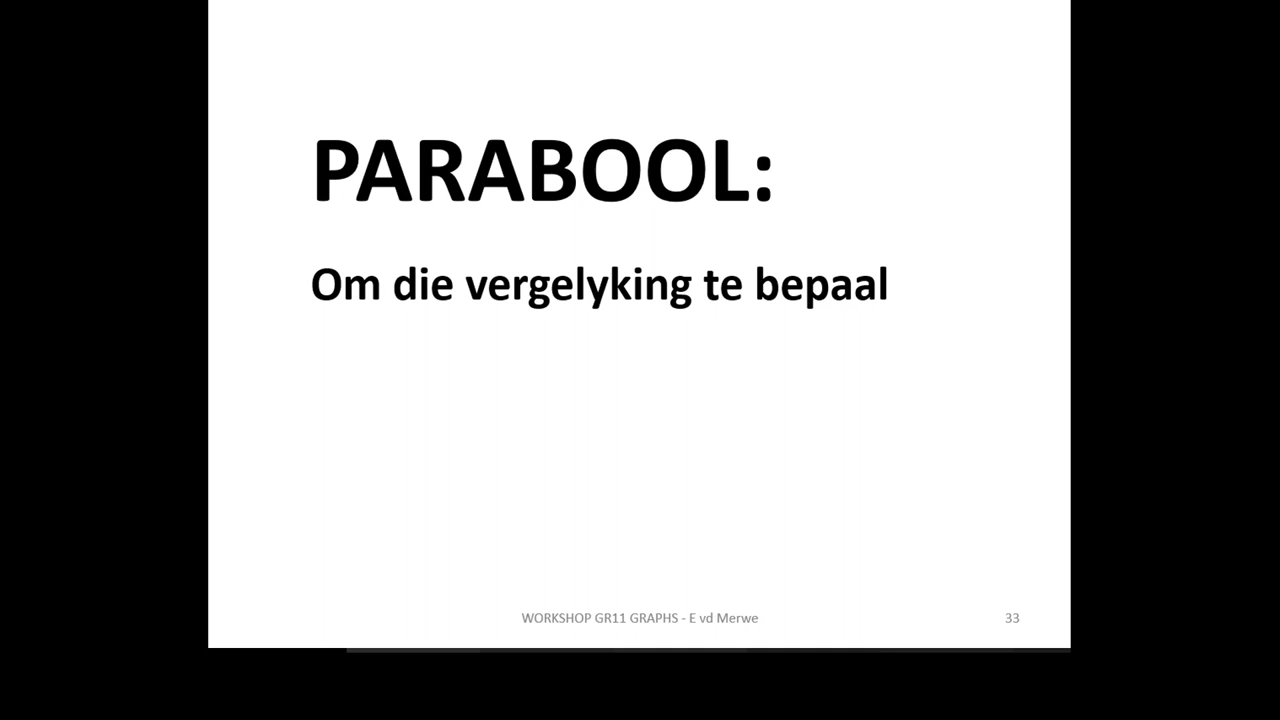 PARABOOL:
Om die vergelyking te bepaal
WORKSHOP GR11 GRAPHS - E vd Merwe
33